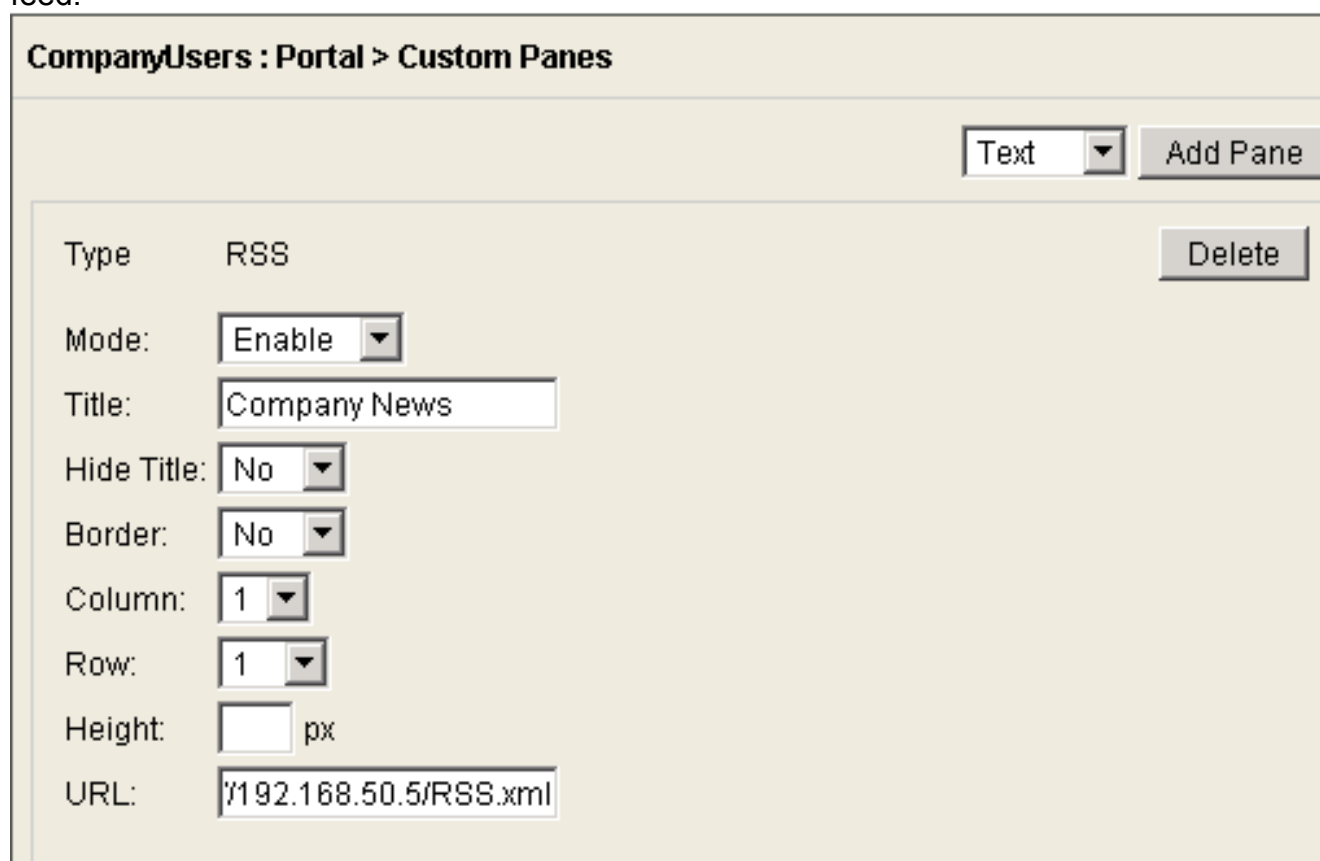 feed.
CompanyUsers : Portal > Custom Panes
Text Add Pane
Type RSS Delete
Mode: Enable
Title: Company News
Hide Title: No
Border: No
Column: 1
Row: 1
Height: px
URL: //192.168.50.5/RSS.xml